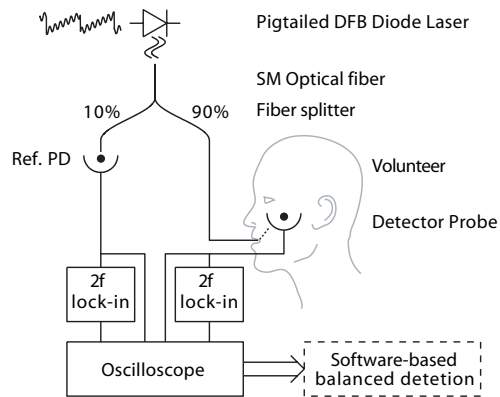 Pigtailed DFB Diode Laser
SM Optical fiber
10%
90%
Fiber splitter
Ref. PD
Volunteer
Detector Probe
2f
lock-in
2f
lock-in
Oscilloscope
Software-based
balanced detetion